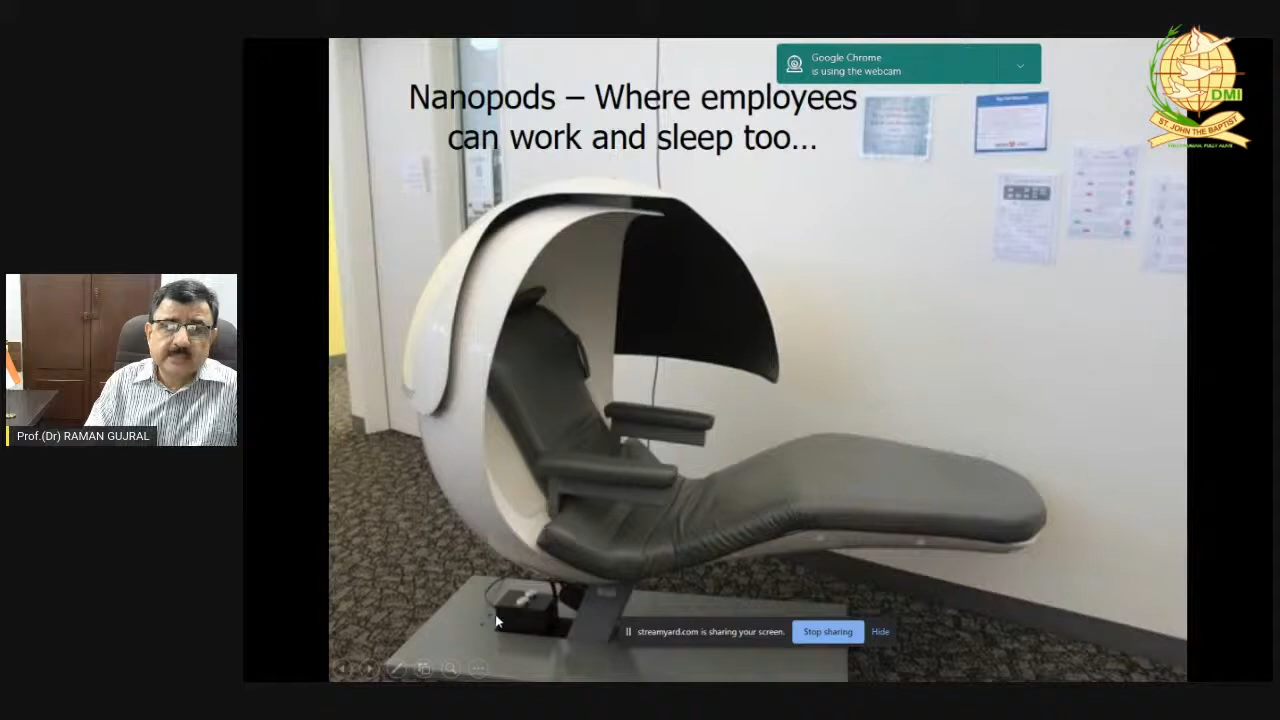 Nanopods – Where employees
can work and sleep too...
Google Chrome
is using the webcam
DMI
ST. JOHN THE BAPTIST
Prof.(Dr) RAMAN GUJRAL
streamyard.com is sharing your screen.
Stop sharing
Hide